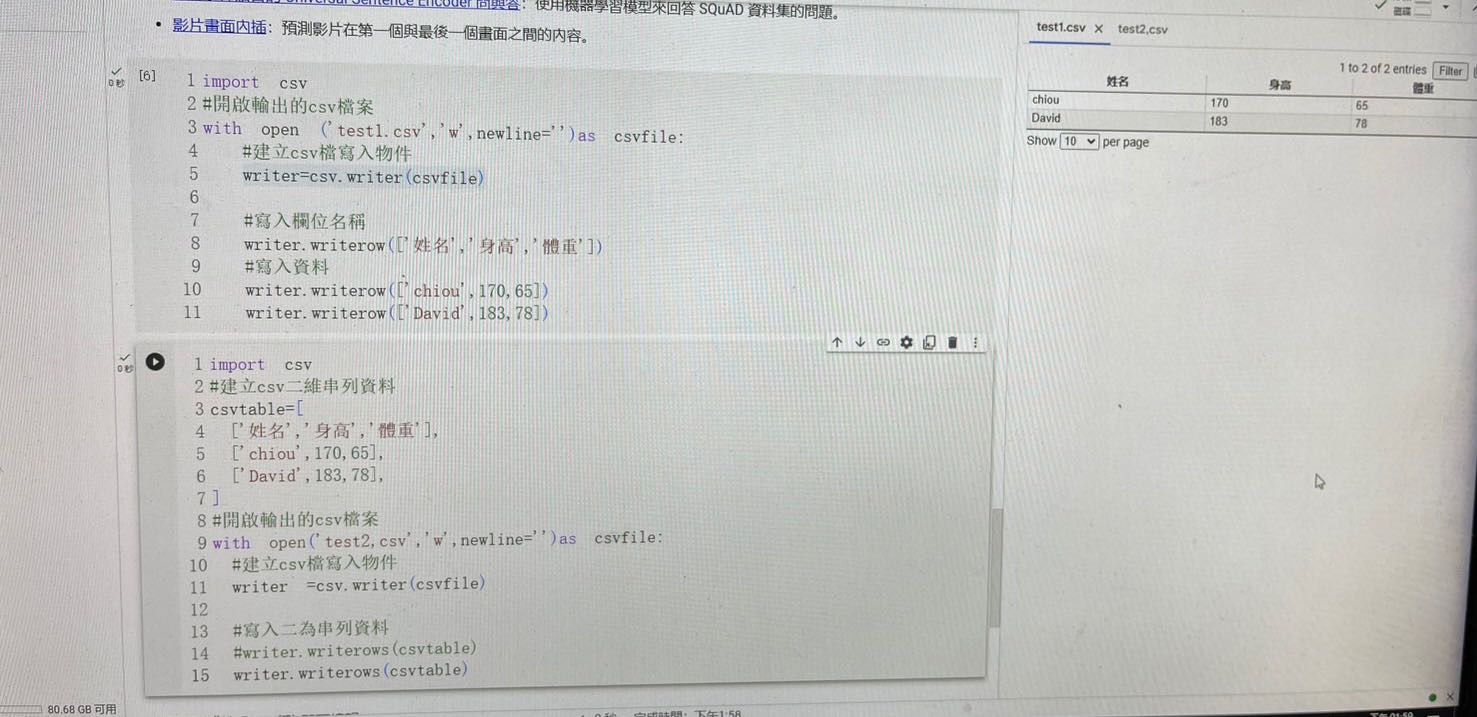 Universal Sentence Encoder 問與答：使用機器學習模型來回答 SQuAD 資料集的問題。
• 影片畫面內插：預測影片在第一個與最後一個畫面之間的內容。
0 秒
[6]
1 import csv
2 #開啟輸出的csv檔案
3 with open ('test1.csv','w',newline='')as csvfile:
4 #建立csv檔寫入物件
5 writer=csv.writer(csvfile)
6
7 #寫入欄位名稱
8 writer.writerow(['姓名','身高','體重'])
9 #寫入資料
10 writer.writerow(['chiou',170,65])
11 writer.writerow(['David',183,78])
0 秒
1 import csv
2 #建立csv二維串列資料
3 csvtable=[
4 ['姓名','身高','體重'],
5 ['chiou',170,65],
6 ['David',183,78],
7 ]
8 #開啟輸出的csv檔案
9 with open('test2,csv','w',newline='')as csvfile:
10 #建立csv檔寫入物件
11 writer =csv.writer(csvfile)
12
13 #寫入二為串列資料
14 #writer.writerows(csvtable)
15 writer.writerows(csvtable)
80.68 GB 可用
0 秒 完成時間：下午1:58
磁碟
test1.csv × test2,csv
1 to 2 of 2 entries Filter
姓名 身高 體重
chiou 170 65
David 183 78
Show 10 per page
下午 01:59